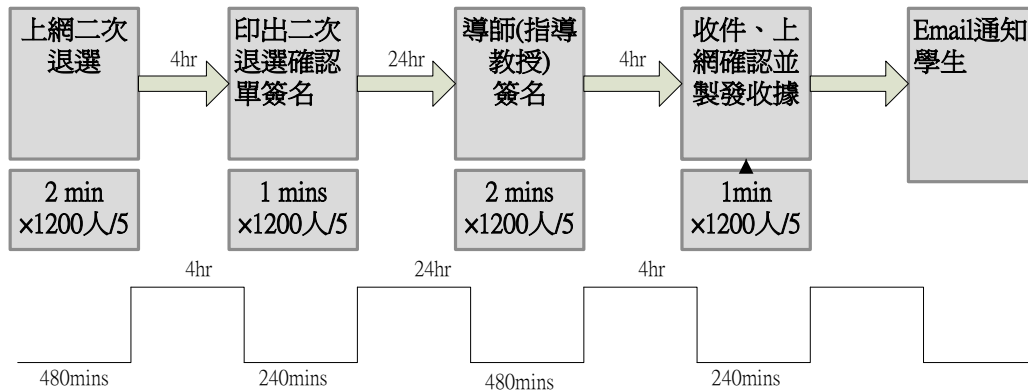 上網二次
退選
4hr
印出二次
退選確認
單簽名
24hr
導師(指導
教授)
簽名
4hr
收件、上
網確認並
製發收據
Email通知
學生
2 min
×1200人/5
1 mins
×1200人/5
2 mins
×1200人/5
1min
×1200人/5
4hr
24hr
4hr
480mins
240mins
480mins
240mins